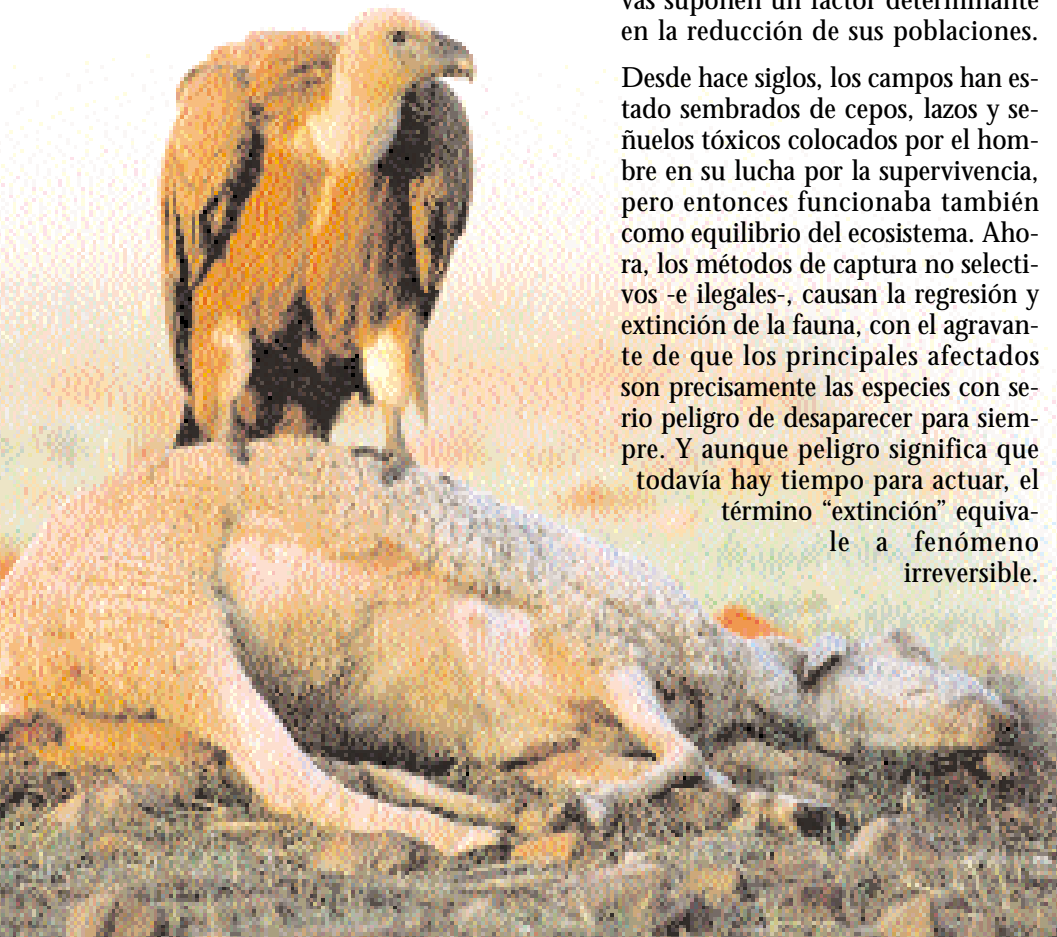 vas suponen un factor determinante
en la reducción de sus poblaciones.
Desde hace siglos, los campos han es-
tado sembrados de cepos, lazos y se-
ñuelos tóxicos colocados por el hom-
bre en su lucha por la supervivencia,
pero entonces funcionaba también
como equilibrio del ecosistema. Aho-
ra, los métodos de captura no selecti-
vos -e ilegales-, causan la regresión y
extinción de la fauna, con el agravan-
te de que los principales afectados
son precisamente las especies con se-
rio peligro de desaparecer para siem-
pre. Y aunque peligro significa que
todavía hay tiempo para actuar, el
término “extinción” equiva-
le a fenómeno
irreversible.